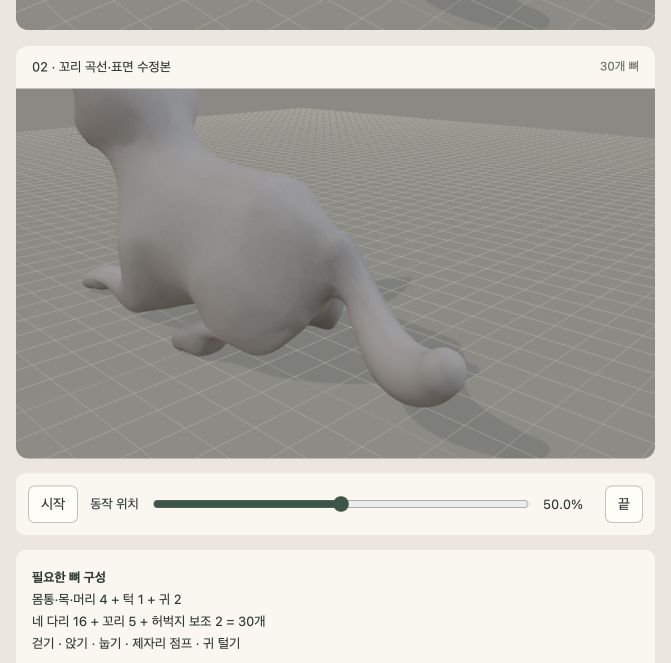 02 · 꼬리 곡선·표면 수정본
30개 뼈
시작
동작 위치
50.0%
끝
필요한 뼈 구성
몸통·목·머리 4 + 턱 1 + 귀 2
네 다리 16 + 꼬리 5 + 허벅지 보조 2 = 30개
걷기 · 앉기 · 눕기 · 제자리 점프 · 귀 털기